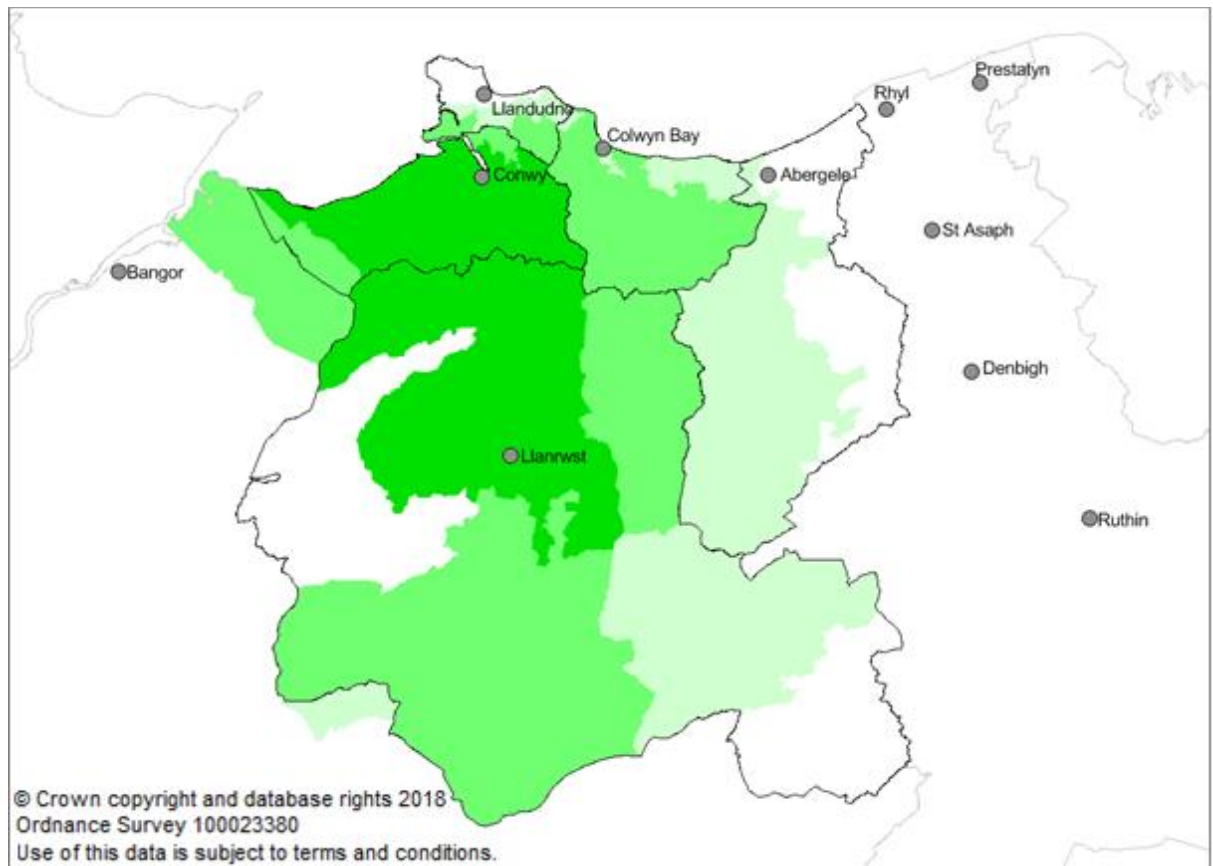 Prestatyn
Rhyl
Llandudno
Colwyn Bay
Conwy
Abergele
St Asaph
Bangor
Denbigh
Llanrwst
Ruthin
© Crown copyright and database rights 2018
Ordnance Survey 100023380
Use of this data is subject to terms and conditions.